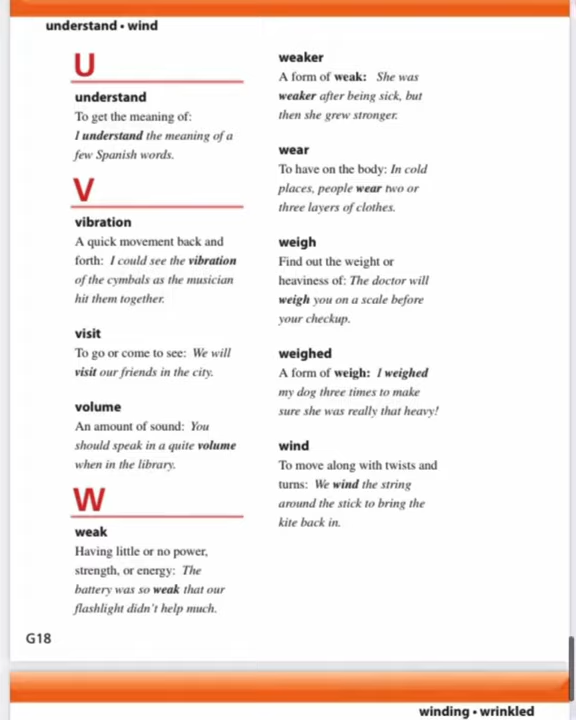 understand • wind
U
understand
To get the meaning of:
I understand the meaning of a
few Spanish words.
V
vibration
A quick movement back and
forth: I could see the vibration
of the cymbals as the musician
hit them together.
visit
To go or come to see: We will
visit our friends in the city.
volume
An amount of sound: You
should speak in a quite volume
when in the library.
W
weak
Having little or no power,
strength, or energy: The
battery was so weak that our
flashlight didn't help much.
weaker
A form of weak: She was
weaker after being sick, but
then she grew stronger.
wear
To have on the body: In cold
places, people wear two or
three layers of clothes.
weigh
Find out the weight or
heaviness of: The doctor will
weigh you on a scale before
your checkup.
weighed
A form of weigh: I weighed
my dog three times to make
sure she was really that heavy!
wind
To move along with twists and
turns: We wind the string
around the stick to bring the
kite back in.
G18
winding • wrinkled